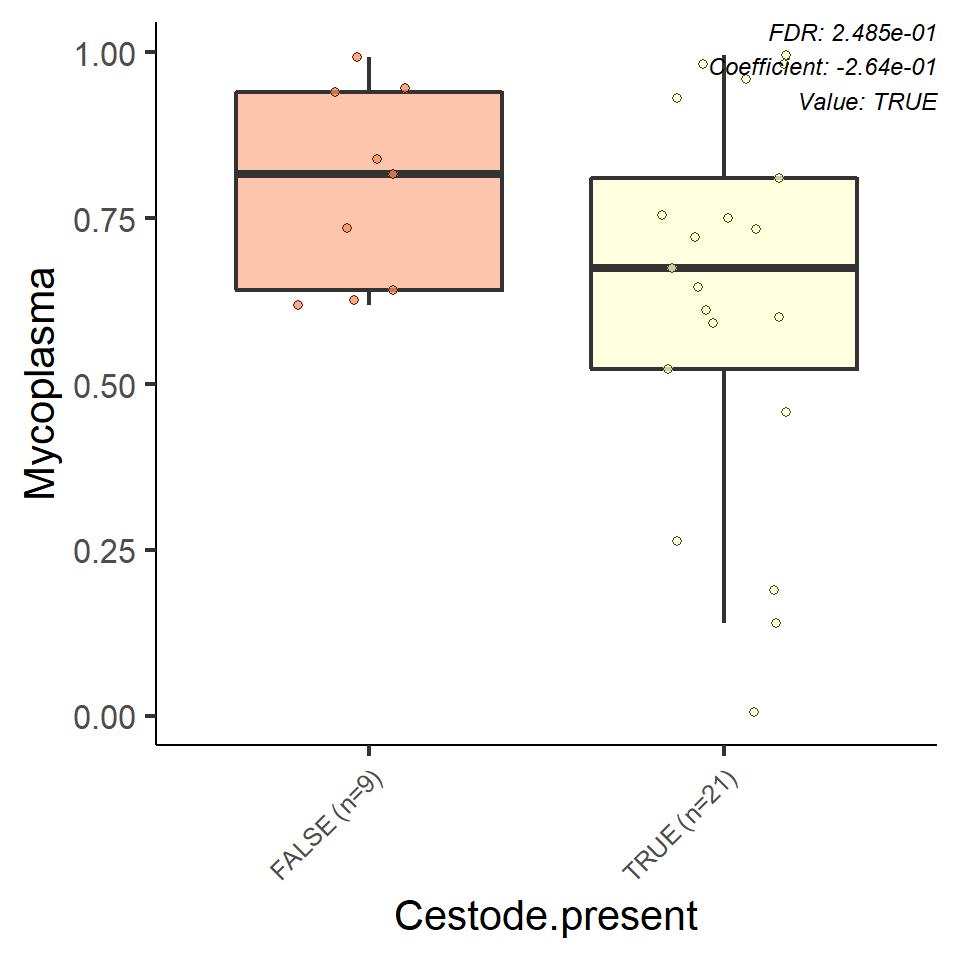 FDR: 2.485e-01
Coefficient: -2.64e-01
Value: TRUE
1.00
0.75
0.50
0.25
0.00
Mycoplasma
FALSE (n=9)
TRUE (n=21)
Cestode.present